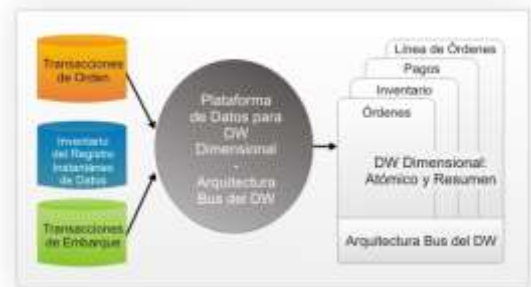 Transacciones
de Orden
Inventario
del Registro
Instantáneo
de Datos
Transacciones
de Embarque
Plataforma
de Datos para
DW
Dimensional
-
Arquitectura
Bus del DW
Línea de Órdenes
Pagos
Inventario
Órdenes
DW Dimensional:
Atómico y Resumen
Arquitectura Bus del DW